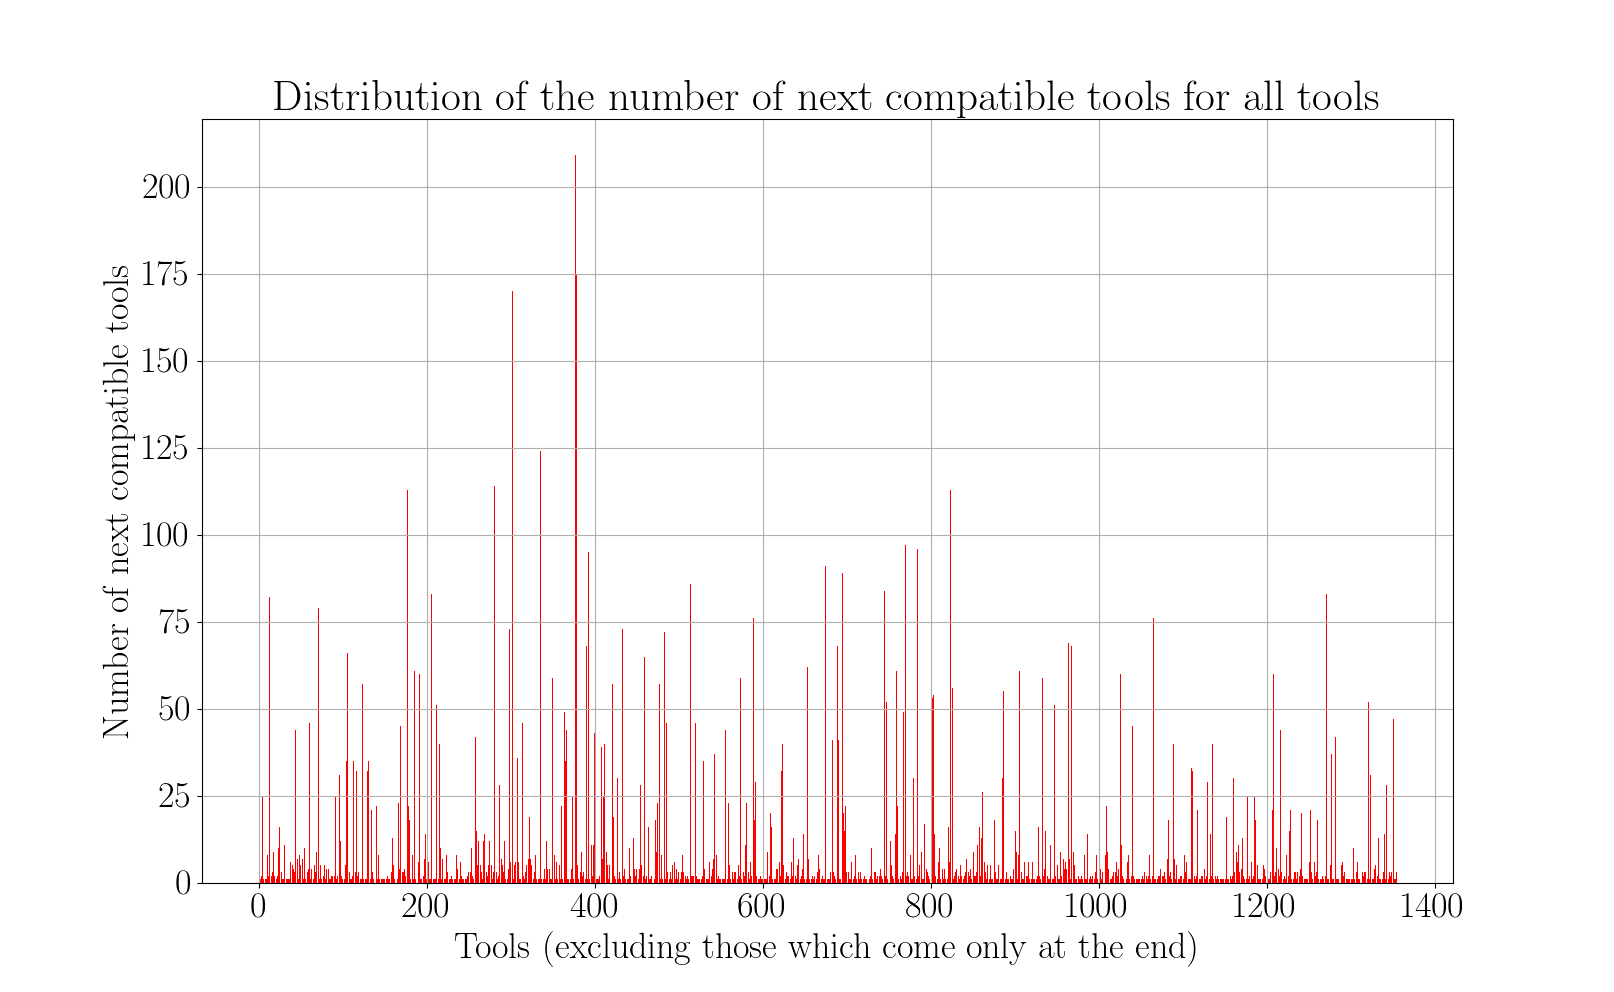 Distribution of the number of next compatible tools for all tools
Number of next compatible tools
200
175
150
125
100
75
50
25
0
0 200 400 600 800 1000 1200 1400
Tools (excluding those which come only at the end)